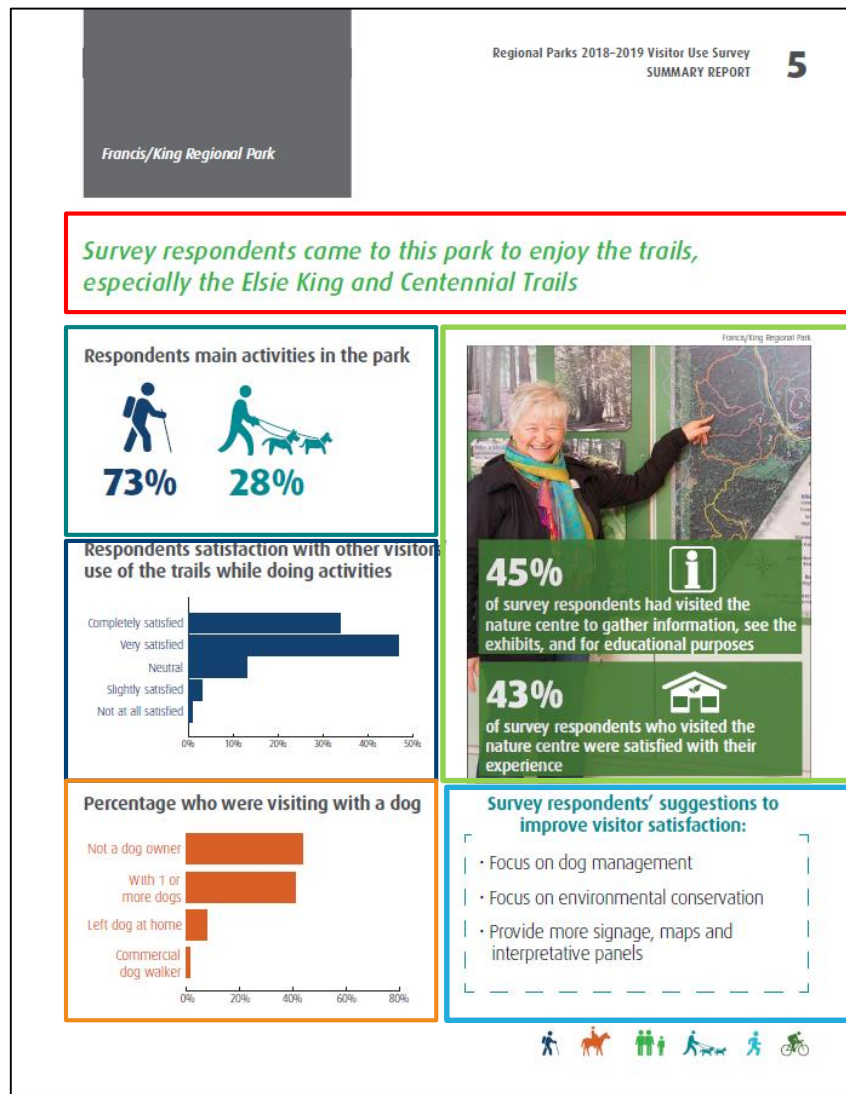 Regional Parks 2018–2019 Visitor Use Survey
SUMMARY REPORT
5
Francis/King Regional Park
Survey respondents came to this park to enjoy the trails,
especially the Elsie King and Centennial Trails
Respondents main activities in the park
73%
28%
Respondents satisfaction with other visitors'
use of the trails while doing activities
Completely satisfied
Very satisfied
Neutral
Slightly satisfied
Not at all satisfied
0% 10% 20% 30% 40% 50%
Percentage who were visiting with a dog
Not a dog owner
With 1 or
more dogs
Left dog at home
Commercial
dog walker
0% 20% 40% 60% 80%
Francis/King Regional Park
45%
of survey respondents had visited the
nature centre to gather information, see the
exhibits, and for educational purposes
43%
of survey respondents who visited the
nature centre were satisfied with their
experience
Survey respondents' suggestions to
improve visitor satisfaction:
· Focus on dog management
· Focus on environmental conservation
· Provide more signage, maps and
interpretative panels